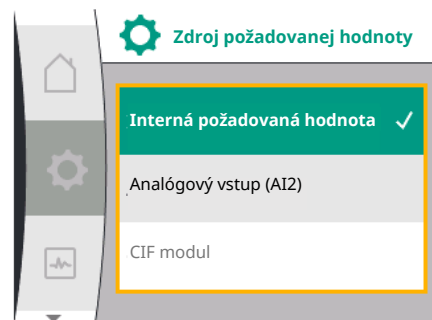 Zdroj požadovanej hodnoty
Interná požadovaná hodnota
Analógový vstup (AI2)
CIF modul